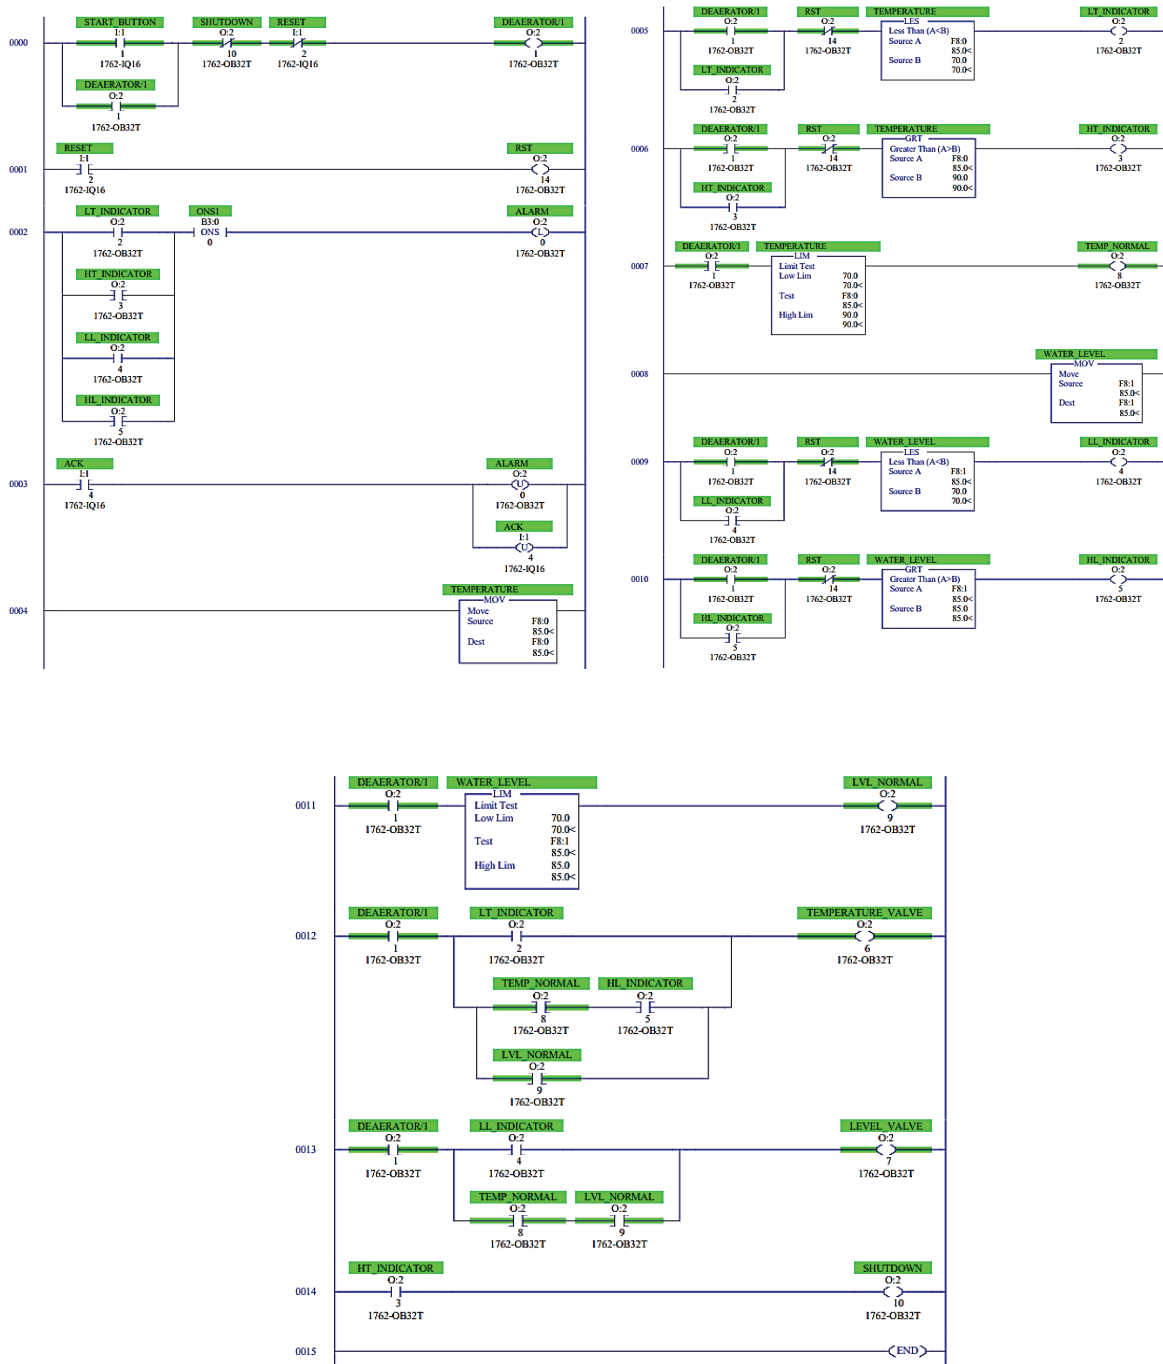 START_BUTTON SHUTDOWN RESET DEAERATOR/1
I:1 O:2 I:1 O:2
0000
1 10 2 1
1762-IQ16 1762-OB32T 1762-IQ16 1762-OB32T
DEAERATOR/1
O:2
1
1762-OB32T
RESET RST
I:1 O:2
0001
2 14
1762-IQ16 1762-OB32T
LT_INDICATOR ONS1 ALARM
O:2 B3:0 O:2
0002 ONS L
2 0 0
1762-OB32T 1762-OB32T
HT_INDICATOR
O:2
3
1762-OB32T
LL_INDICATOR
O:2
4
1762-OB32T
HL_INDICATOR
O:2
5
1762-OB32T
ACK ALARM
I:1 O:2
0003 U
4 0
1762-IQ16 1762-OB32T
ACK
I:1
U
4
1762-IQ16
TEMPERATURE
0004 MOV
Move
Source F8:0
85.0<
Dest F8:0
85.0<
DEAERATOR/1 RST TEMPERATURE LT_INDICATOR
O:2 O:2 LES O:2
0005 Less Than (A<B)
1 14 Source A F8:0 2
1762-OB32T 1762-OB32T 85.0< 1762-OB32T
Source B 70.0
70.0<
LT_INDICATOR
O:2
2
1762-OB32T
DEAERATOR/1 RST TEMPERATURE HT_INDICATOR
O:2 O:2 GRT O:2
0006 Greater Than (A>B)
1 14 Source A F8:0 3
1762-OB32T 1762-OB32T 85.0< 1762-OB32T
Source B 90.0
90.0<
HT_INDICATOR
O:2
3
1762-OB32T
DEAERATOR/1 TEMPERATURE TEMP_NORMAL
O:2 LIM O:2
0007 Limit Test
1 Low Lim 70.0 8
1762-OB32T 70.0< 1762-OB32T
Test F8:0
85.0<
High Lim 90.0
90.0<
WATER_LEVEL
0008 MOV
Move
Source F8:1
85.0<
Dest F8:1
85.0<
DEAERATOR/1 RST WATER_LEVEL LL_INDICATOR
O:2 O:2 LES O:2
0009 Less Than (A<B)
1 14 Source A F8:1 4
1762-OB32T 1762-OB32T 85.0< 1762-OB32T
Source B 70.0
70.0<
LL_INDICATOR
O:2
4
1762-OB32T
DEAERATOR/1 RST WATER_LEVEL HL_INDICATOR
O:2 O:2 GRT O:2
0010 Greater Than (A>B)
1 14 Source A F8:1 5
1762-OB32T 1762-OB32T 85.0< 1762-OB32T
Source B 85.0
85.0<
HL_INDICATOR
O:2
5
1762-OB32T
DEAERATOR/1 WATER_LEVEL LVL_NORMAL
O:2 LIM O:2
0011 Limit Test
1 Low Lim 70.0 9
1762-OB32T 70.0< 1762-OB32T
Test F8:1
85.0<
High Lim 85.0
85.0<
DEAERATOR/1 LT_INDICATOR TEMPERATURE_VALVE
O:2 O:2 O:2
0012
1 2 6
1762-OB32T 1762-OB32T 1762-OB32T
TEMP_NORMAL HL_INDICATOR
O:2 O:2
8 5
1762-OB32T 1762-OB32T
LVL_NORMAL
O:2
9
1762-OB32T
DEAERATOR/1 LL_INDICATOR LEVEL_VALVE
O:2 O:2 O:2
0013
1 4 7
1762-OB32T 1762-OB32T 1762-OB32T
TEMP_NORMAL LVL_NORMAL
O:2 O:2
8 9
1762-OB32T 1762-OB32T
HT_INDICATOR SHUTDOWN
O:2 O:2
0014
3 10
1762-OB32T 1762-OB32T
0015 END